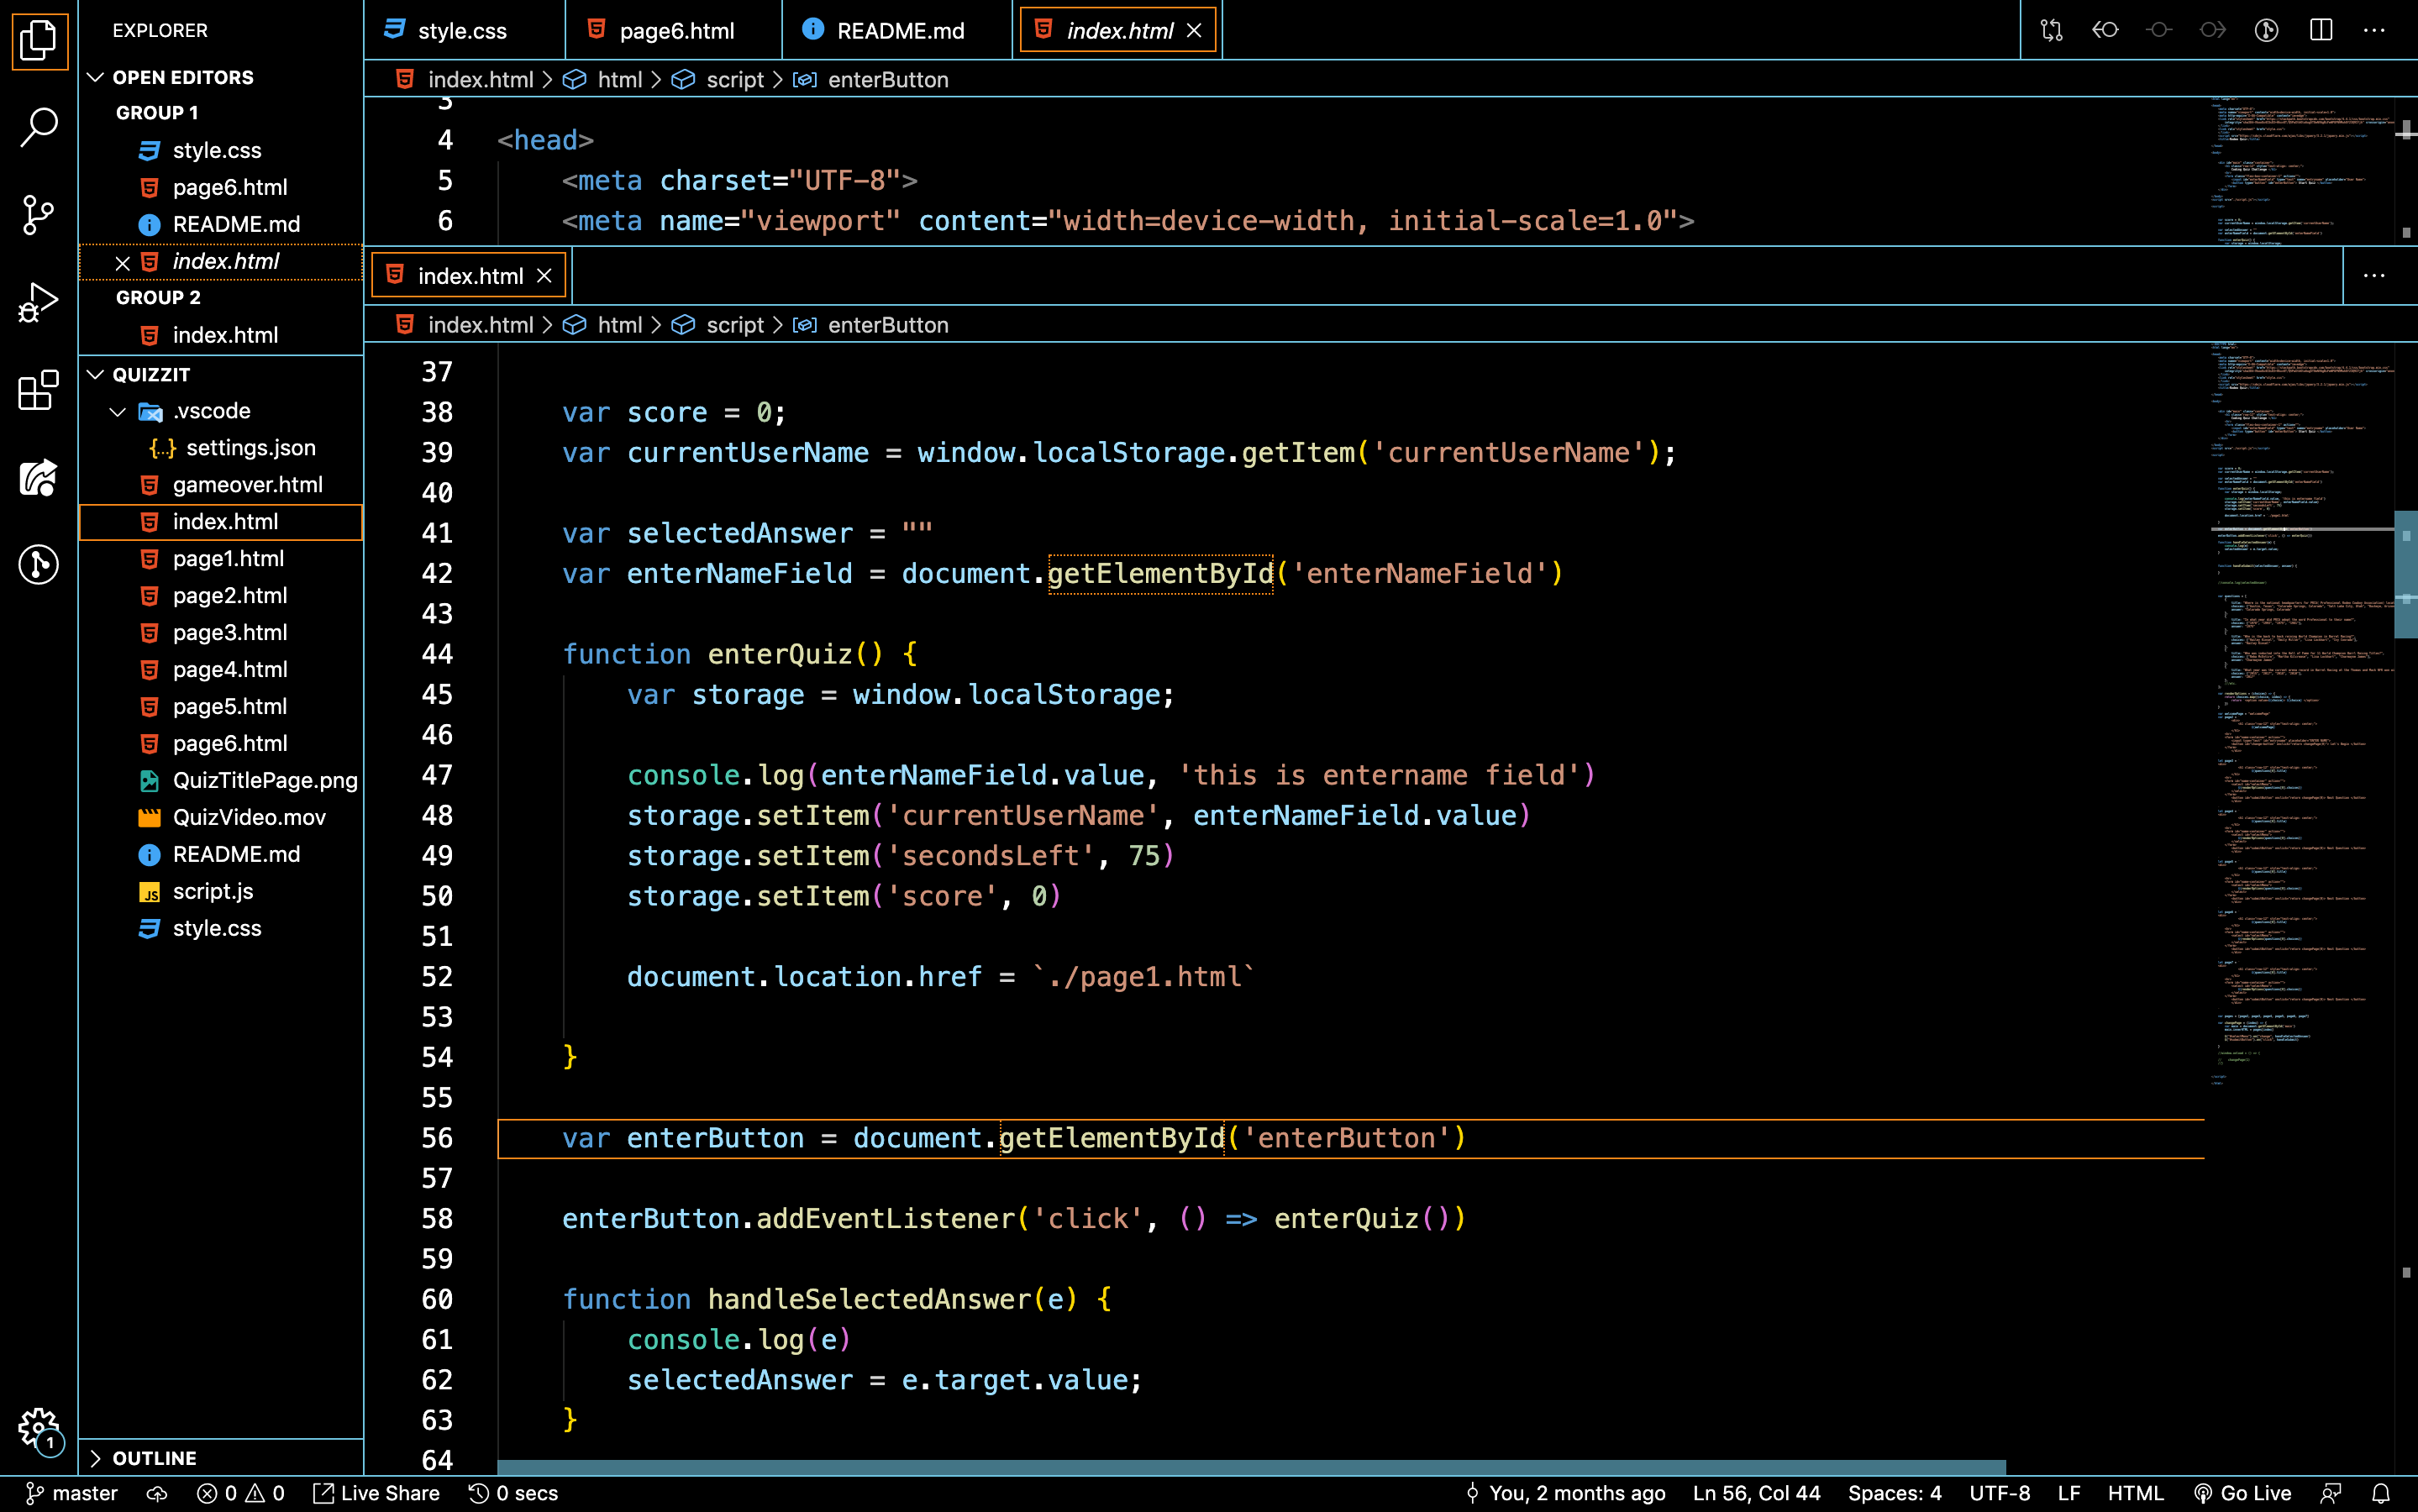 EXPLORER
OPEN EDITORS
GROUP 1
style.css
page6.html
README.md
index.html
GROUP 2
index.html
QUIZZIT
.vscode
settings.json
gameover.html
index.html
page1.html
page2.html
page3.html
page4.html
page5.html
page6.html
QuizTitlePage.png
QuizVideo.mov
README.md
script.js
style.css
OUTLINE
style.css page6.html README.md index.html
index.html > html > script > enterButton
3
4 <head>
5 <meta charset="UTF-8">
6 <meta name="viewport" content="width=device-width, initial-scale=1.0">
index.html
index.html > html > script > enterButton
37
38 var score = 0;
39 var currentUserName = window.localStorage.getItem('currentUserName');
40
41 var selectedAnswer = ""
42 var enterNameField = document.getElementById('enterNameField')
43
44 function enterQuiz() {
45 var storage = window.localStorage;
46
47 console.log(enterNameField.value, 'this is entername field')
48 storage.setItem('currentUserName', enterNameField.value)
49 storage.setItem('secondsLeft', 75)
50 storage.setItem('score', 0)
51
52 document.location.href = `./page1.html`
53
54 }
55
56 var enterButton = document.getElementById('enterButton')
57
58 enterButton.addEventListener('click', () => enterQuiz())
59
60 function handleSelectedAnswer(e) {
61 console.log(e)
62 selectedAnswer = e.target.value;
63 }
64
1
master 0 0 Live Share 0 secs You, 2 months ago Ln 56, Col 44 Spaces: 4 UTF-8 LF HTML Go Live